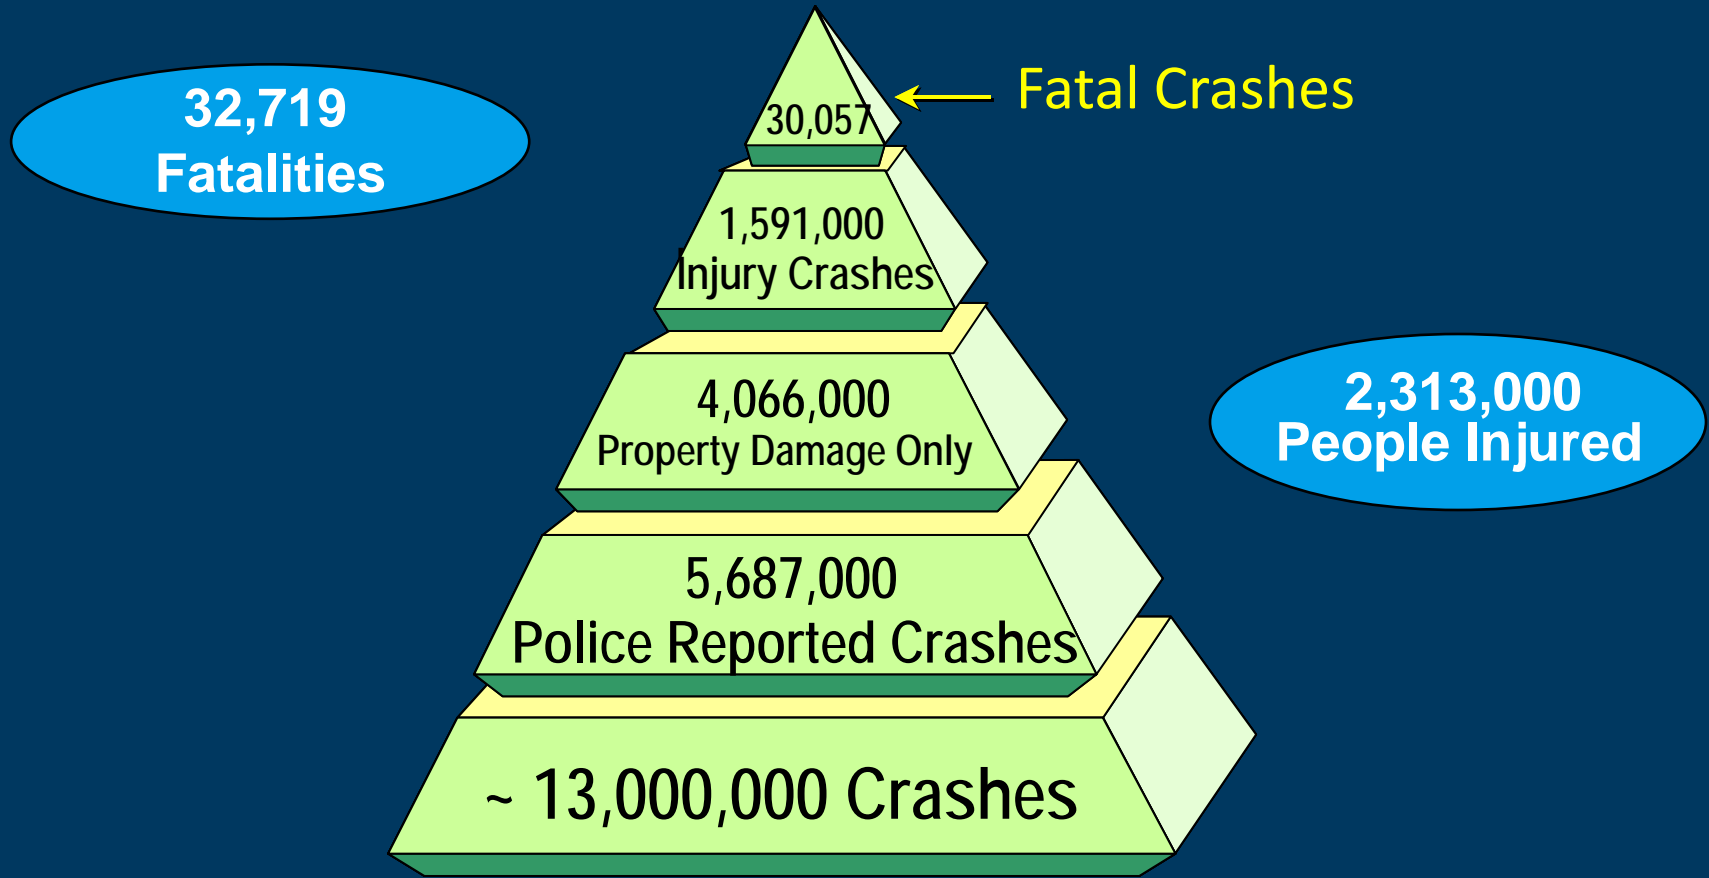 32,719
Fatalities
Fatal Crashes
30,057
1,591,000
Injury Crashes
4,066,000
Property Damage Only
2,313,000
People Injured
5,687,000
Police Reported Crashes
~ 13,000,000 Crashes